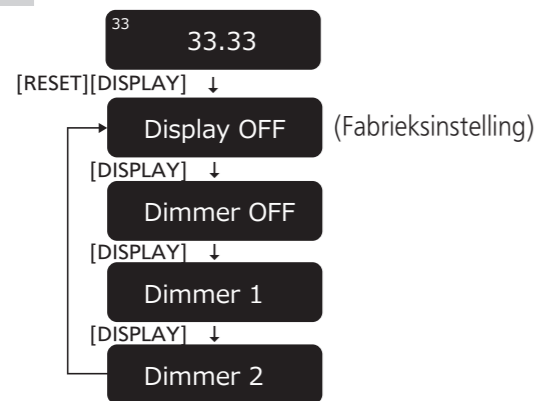 33
33.33
[RESET][DISPLAY] ↓
Display OFF (Fabrieksinstelling)
[DISPLAY] ↓
Dimmer OFF
[DISPLAY] ↓
Dimmer 1
[DISPLAY] ↓
Dimmer 2